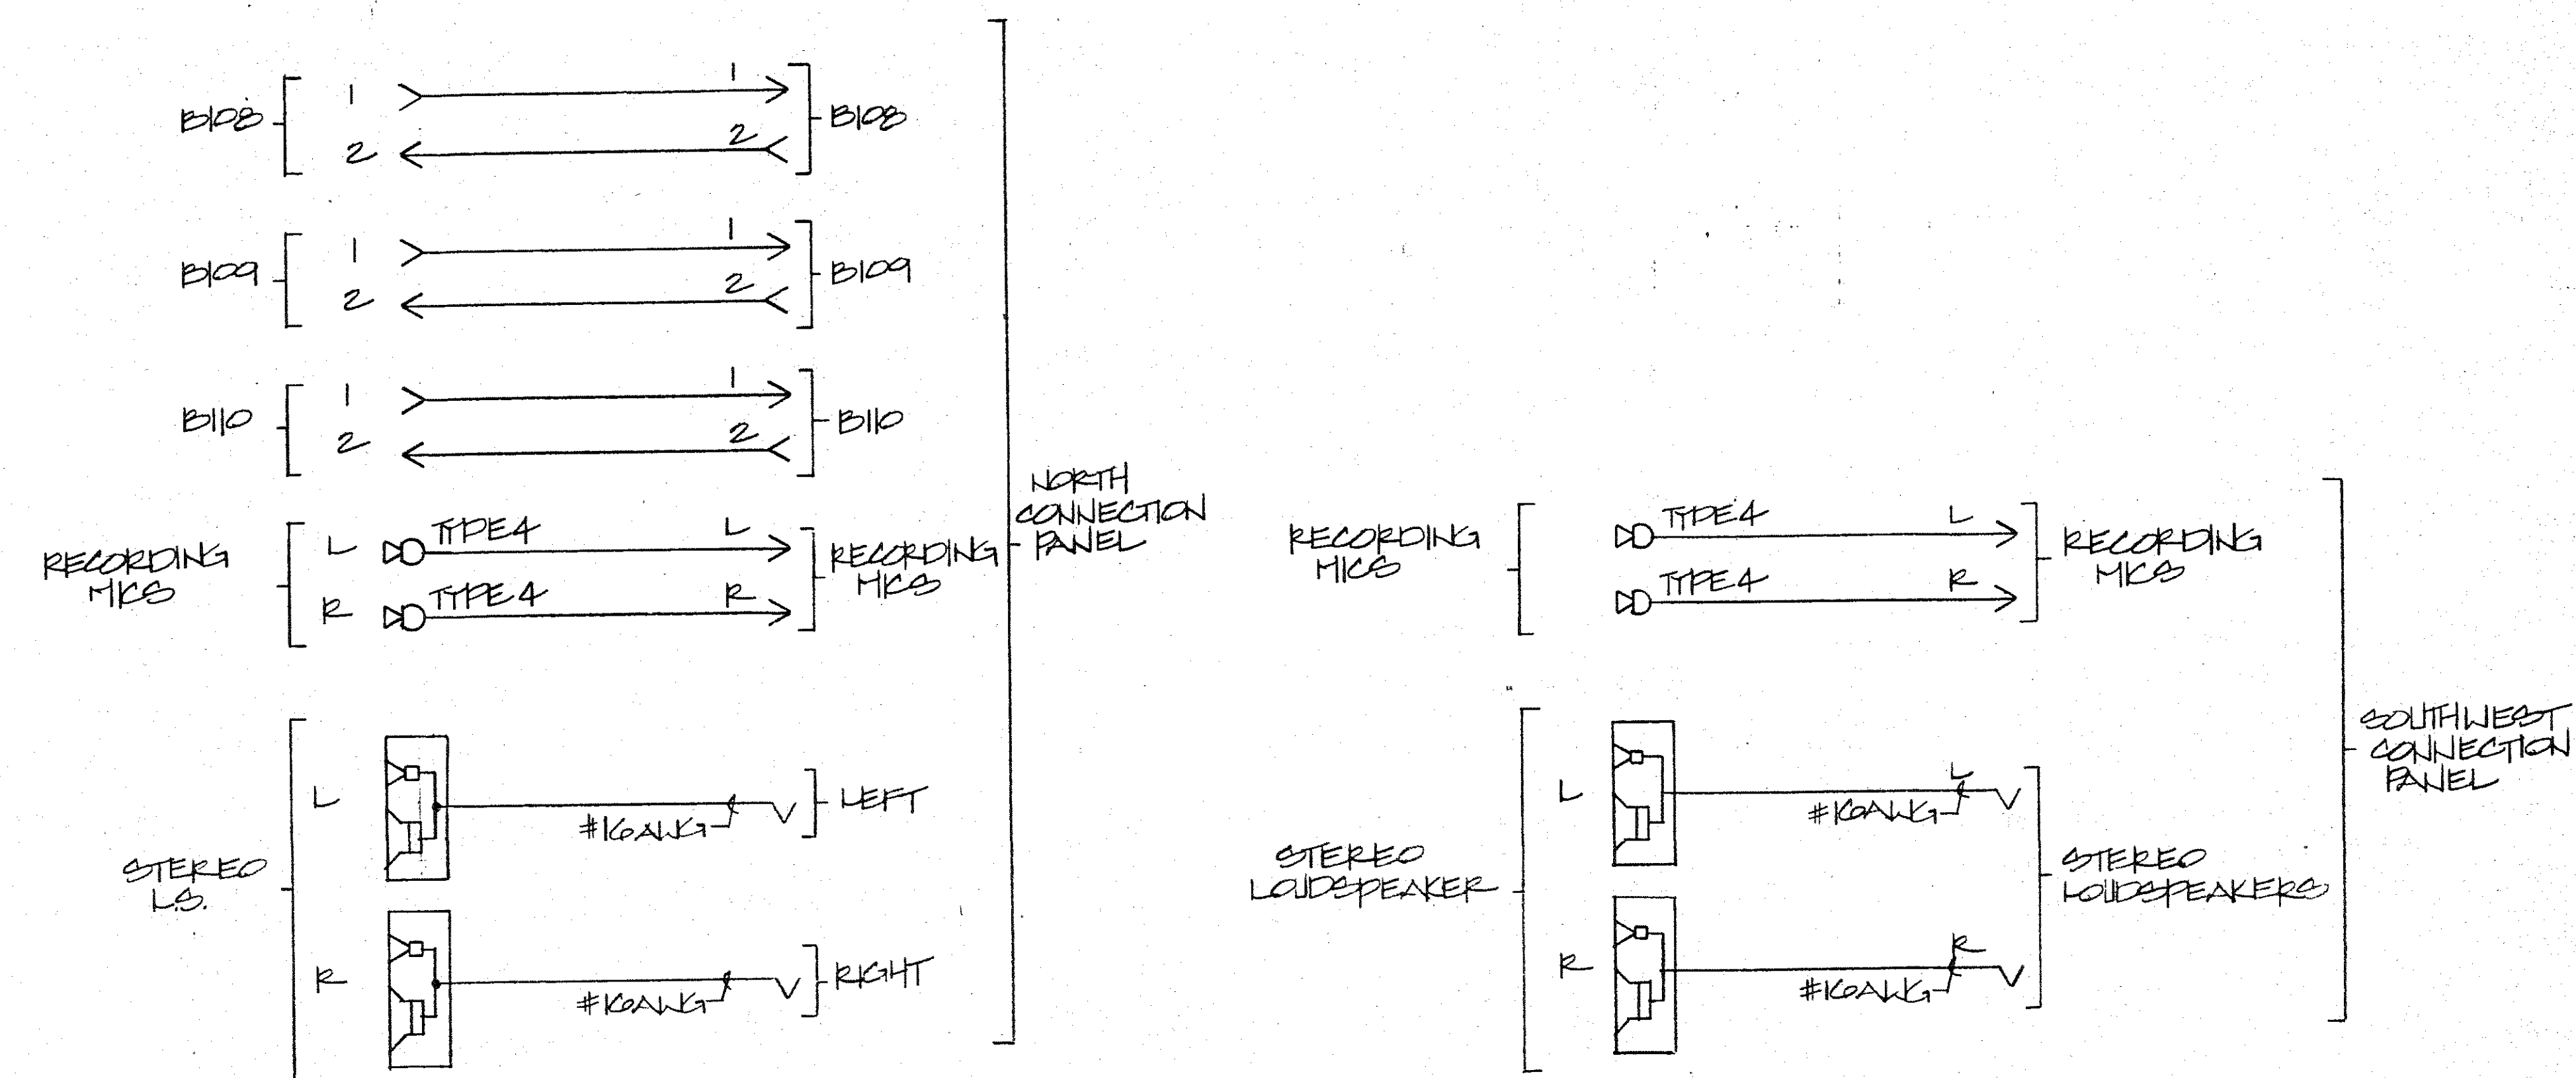 B108
1
1
2
2
B108
B109
1
1
2
2
B109
B110
1
1
2
2
B110
RECORDING
MICS
L
TYPE 4
L
R
TYPE 4
R
RECORDING
MICS
STEREO
L.S.
L
#16AWG
LEFT
R
#16AWG
RIGHT
NORTH
CONNECTION
PANEL
RECORDING
MICS
TYPE 4
L
TYPE 4
R
RECORDING
MICS
STEREO
LOUDSPEAKER
L
L
#16AWG
R
R
#16AWG
STEREO
LOUDSPEAKERS
SOUTHWEST
CONNECTION
PANEL